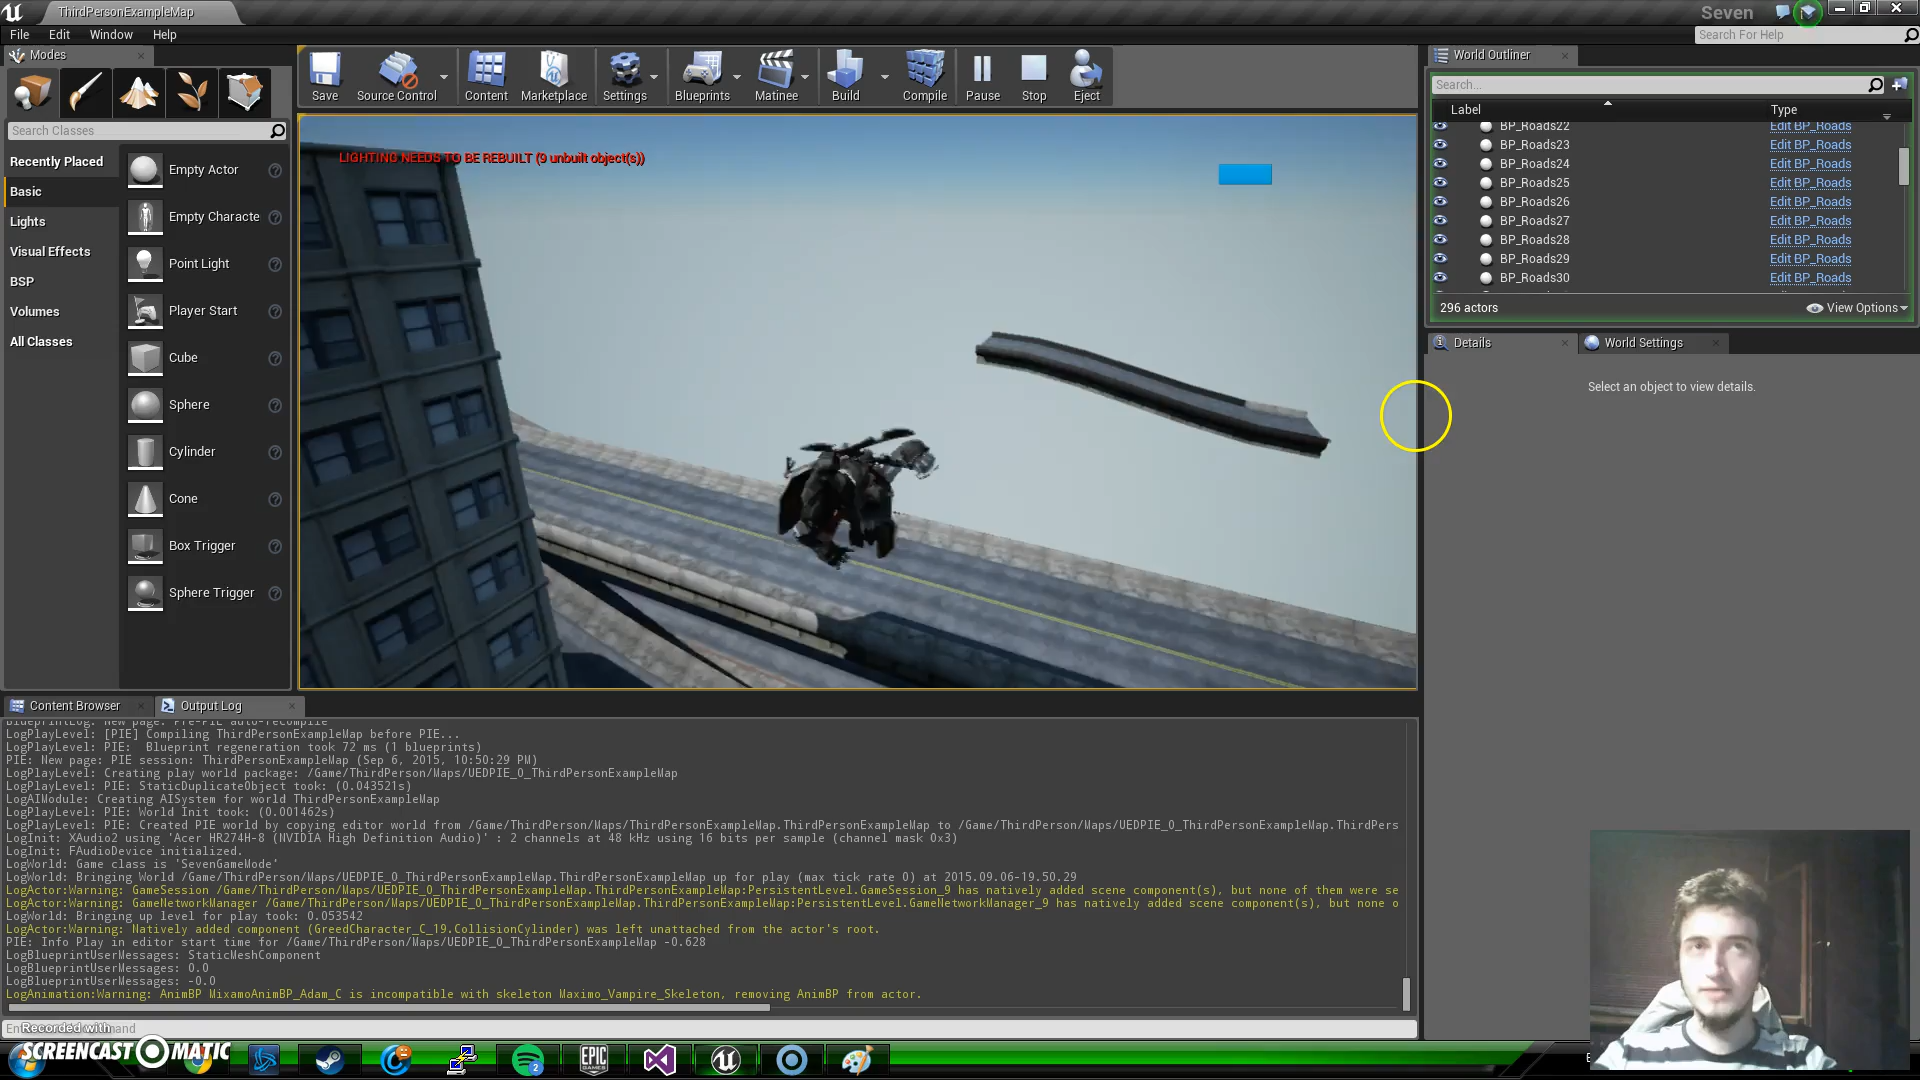 ThirdPersonExampleMap
Seven
File Edit Window Help
Search For Help
Modes
Save
Source Control
Content
Marketplace
Settings
Blueprints
Matinee
Build
Compile
Pause
Stop
Eject
World Outliner
Search...
Label Type
Search Classes
Recently Placed
Basic
Lights
Visual Effects
BSP
Volumes
All Classes
Empty Actor
Empty Characte
Point Light
Player Start
Cube
Sphere
Cylinder
Cone
Box Trigger
Sphere Trigger
LIGHTING NEEDS TO BE REBUILT (9 unbuilt object(s))
BP_Roads22 Edit BP_Roads
BP_Roads23 Edit BP_Roads
BP_Roads24 Edit BP_Roads
BP_Roads25 Edit BP_Roads
BP_Roads26 Edit BP_Roads
BP_Roads27 Edit BP_Roads
BP_Roads28 Edit BP_Roads
BP_Roads29 Edit BP_Roads
BP_Roads30 Edit BP_Roads
296 actors
View Options
Details
World Settings
Select an object to view details.
Content Browser
Output Log
BlueprintLog: New page: Pre-PIE auto-recompile
LogPlayLevel: [PIE] Compiling ThirdPersonExampleMap before PIE...
LogPlayLevel: PIE: Blueprint regeneration took 72 ms (1 blueprints)
PIE: New page: PIE session: ThirdPersonExampleMap (Sep 6, 2015, 10:50:29 PM)
LogPlayLevel: Creating play world package: /Game/ThirdPerson/Maps/UEDPIE_0_ThirdPersonExampleMap
LogPlayLevel: PIE: StaticDuplicateObject took: (0.043521s)
LogAIModule: Creating AISystem for world ThirdPersonExampleMap
LogPlayLevel: PIE: World Init took: (0.001462s)
LogPlayLevel: PIE: Created PIE world by copying editor world from /Game/ThirdPerson/Maps/ThirdPersonExampleMap.ThirdPersonExampleMap to /Game/ThirdPerson/Maps/UEDPIE_0_ThirdPersonExampleMap.ThirdPers
LogInit: XAudio2 using 'Acer HR274H-8 (NVIDIA High Definition Audio)' : 2 channels at 48 kHz using 16 bits per sample (channel mask 0x3)
LogInit: FAudioDevice initialized.
LogWorld: Game class is 'SevenGameMode'
LogWorld: Bringing World /Game/ThirdPerson/Maps/UEDPIE_0_ThirdPersonExampleMap.ThirdPersonExampleMap up for play (max tick rate 0) at 2015.09.06-19.50.29
LogActor:Warning: GameSession /Game/ThirdPerson/Maps/UEDPIE_0_ThirdPersonExampleMap.ThirdPersonExampleMap:PersistentLevel.GameSession_9 has natively added scene component(s), but none of them were se
LogActor:Warning: GameNetworkManager /Game/ThirdPerson/Maps/UEDPIE_0_ThirdPersonExampleMap.ThirdPersonExampleMap:PersistentLevel.GameNetworkManager_9 has natively added scene component(s), but none o
LogWorld: Bringing up level for play took: 0.053542
LogActor:Warning: Natively added component (GreedCharacter_C_19.CollisionCylinder) was left unattached from the actor's root.
PIE: Info Play in editor start time for /Game/ThirdPerson/Maps/UEDPIE_0_ThirdPersonExampleMap -0.628
LogBlueprintUserMessages: StaticMeshComponent
LogBlueprintUserMessages: 0.0
LogBlueprintUserMessages: -0.0
LogAnimation:Warning: AnimBP MixamoAnimBP_Adam_C is incompatible with skeleton Maximo_Vampire_Skeleton, removing AnimBP from actor.
Recorded with
SCREENCAST MATIC
EPIC GAMES
2